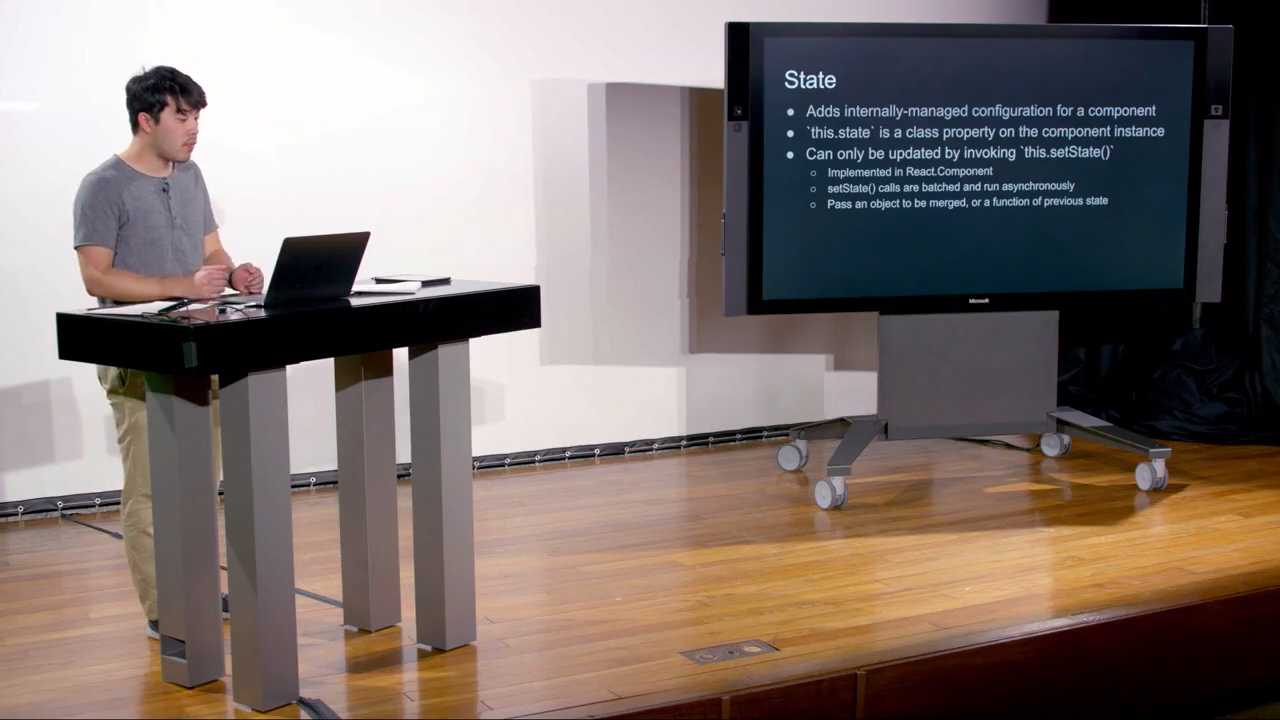 State
● Adds internally-managed configuration for a component
● `this.state` is a class property on the component instance
● Can only be updated by invoking `this.setState()`
○ Implemented in React.Component
○ setState() calls are batched and run asynchronously
○ Pass an object to be merged, or a function of previous state
Microsoft